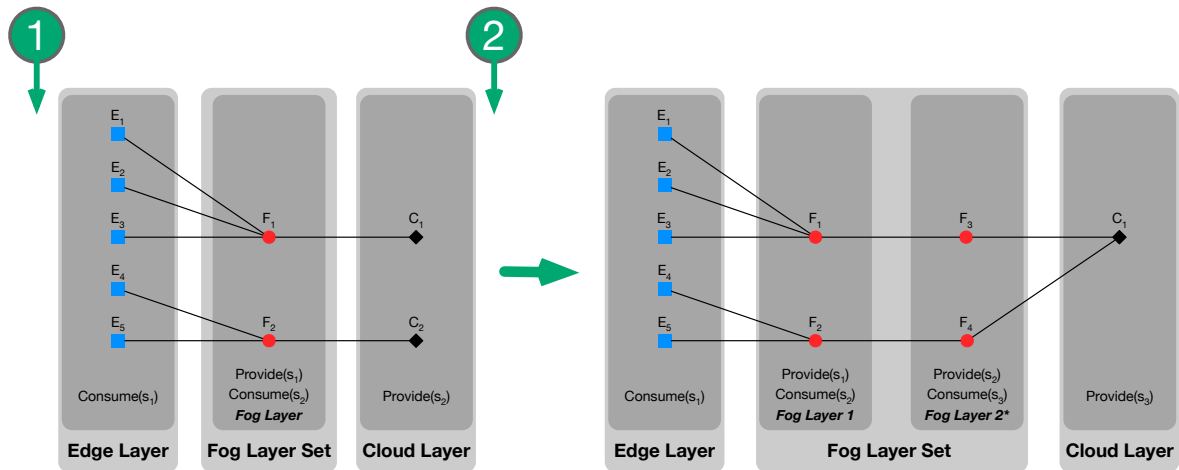 1
2
E₁
E₂
E₃
F₁
C₁
E₄
E₅
F₂
C₂
Consume(s₁)
Provide(s₁)
Consume(s₂)
Fog Layer
Provide(s₂)
Edge Layer
Fog Layer Set
Cloud Layer
E₁
E₂
E₃
F₁
F₃
C₁
E₄
E₅
F₂
F₄
Consume(s₁)
Provide(s₁)
Consume(s₂)
Fog Layer 1
Provide(s₂)
Consume(s₃)
Fog Layer 2*
Provide(s₃)
Edge Layer
Fog Layer Set
Cloud Layer